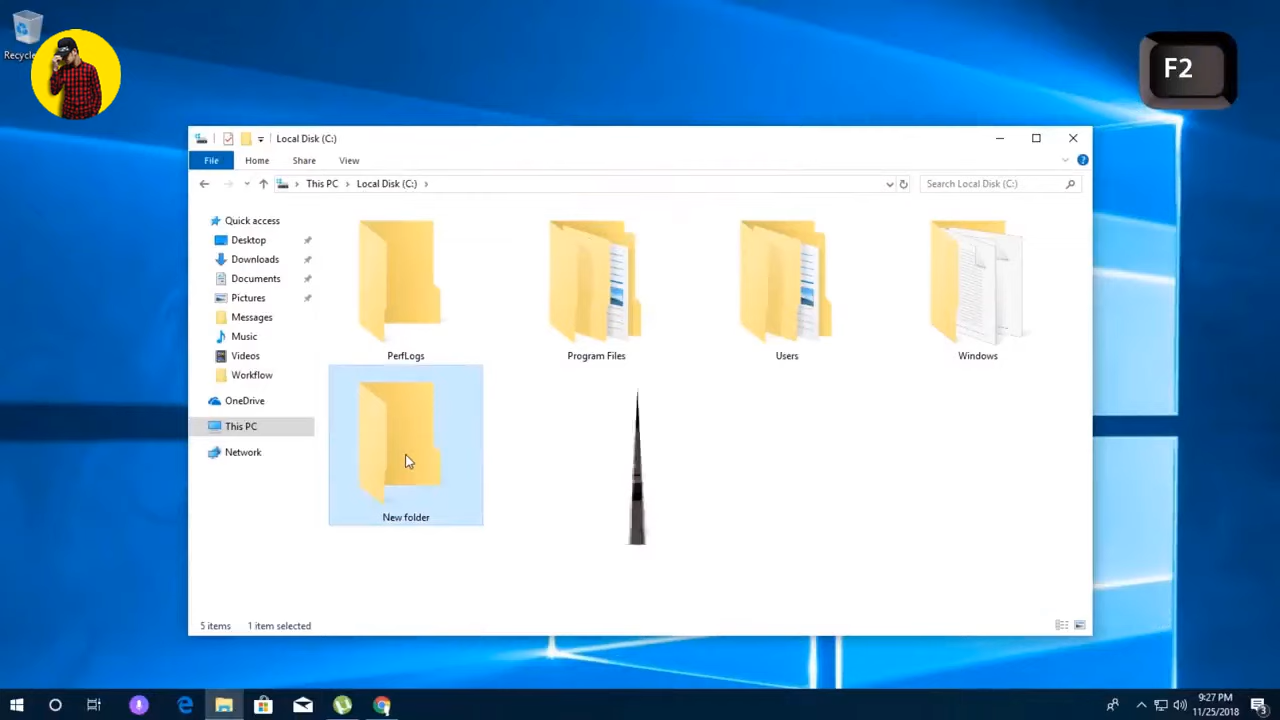 Recycle
F2
Local Disk (C:)
File Home Share View
This PC Local Disk (C:)
Search Local Disk (C:)
Quick access
Desktop
Downloads
Documents
Pictures
Messages
Music
Videos
Workflow
OneDrive
This PC
Network
PerfLogs
Program Files
Users
Windows
New folder
5 items 1 item selected
9:27 PM
11/25/2018
3